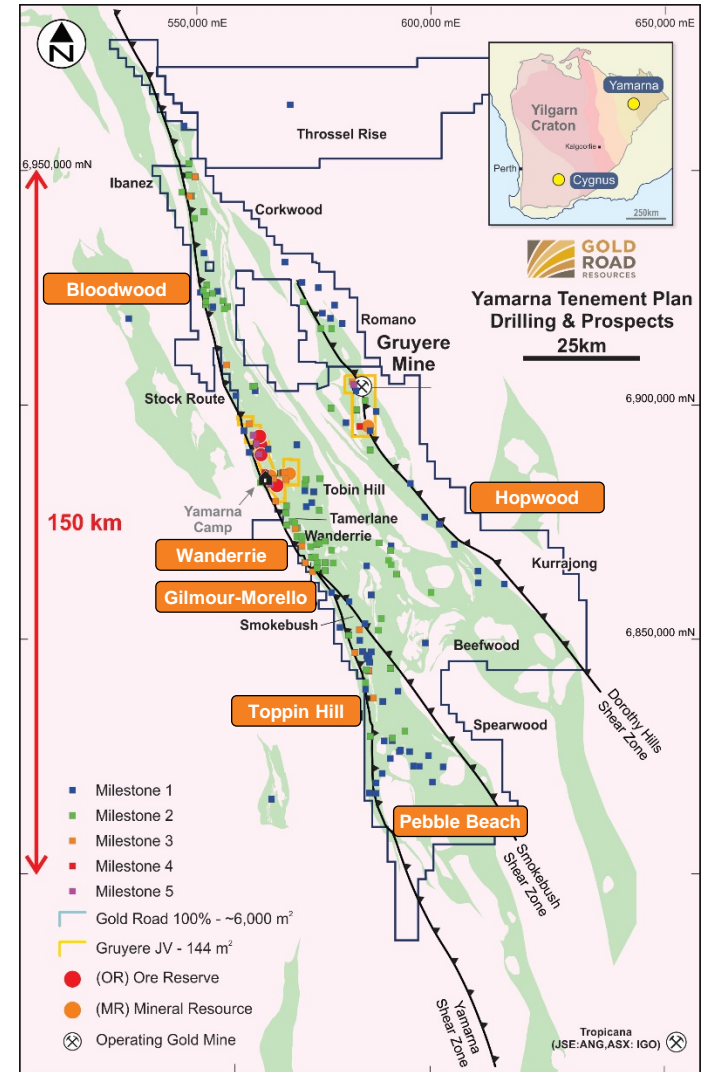 550,000 mE
600,000 mE
650,000 mE
N
Throssel Rise
Yamarna
Yilgarn
Craton
Kalgoorlie
Perth
Cygnus
250km
6,950,000 mN
Ibanez
Corkwood
GOLD
ROAD
RESOURCES
Bloodwood
Yamarna Tenement Plan
Drilling & Prospects
25km
Romano
Gruyere
Mine
Stock Route
6,900,000 mN
150 km
Yamarna
Camp
Tobin Hill
Hopwood
Tamerlane
Wanderrie
Wanderrie
Kurrajong
Gilmour-Morello
Smokebush
6,850,000 mN
Beefwood
Toppin Hill
Spearwood
Dorothy Hills
Shear Zone
Pebble Beach
Smokebush
Shear Zone
Milestone 1
Milestone 2
Milestone 3
Milestone 4
Milestone 5
Gold Road 100% - ~6,000 m²
Gruyere JV - 144 m²
(OR) Ore Reserve
(MR) Mineral Resource
Operating Gold Mine
Yamarna
Shear Zone
Tropicana
(JSE:ANG,ASX: IGO)